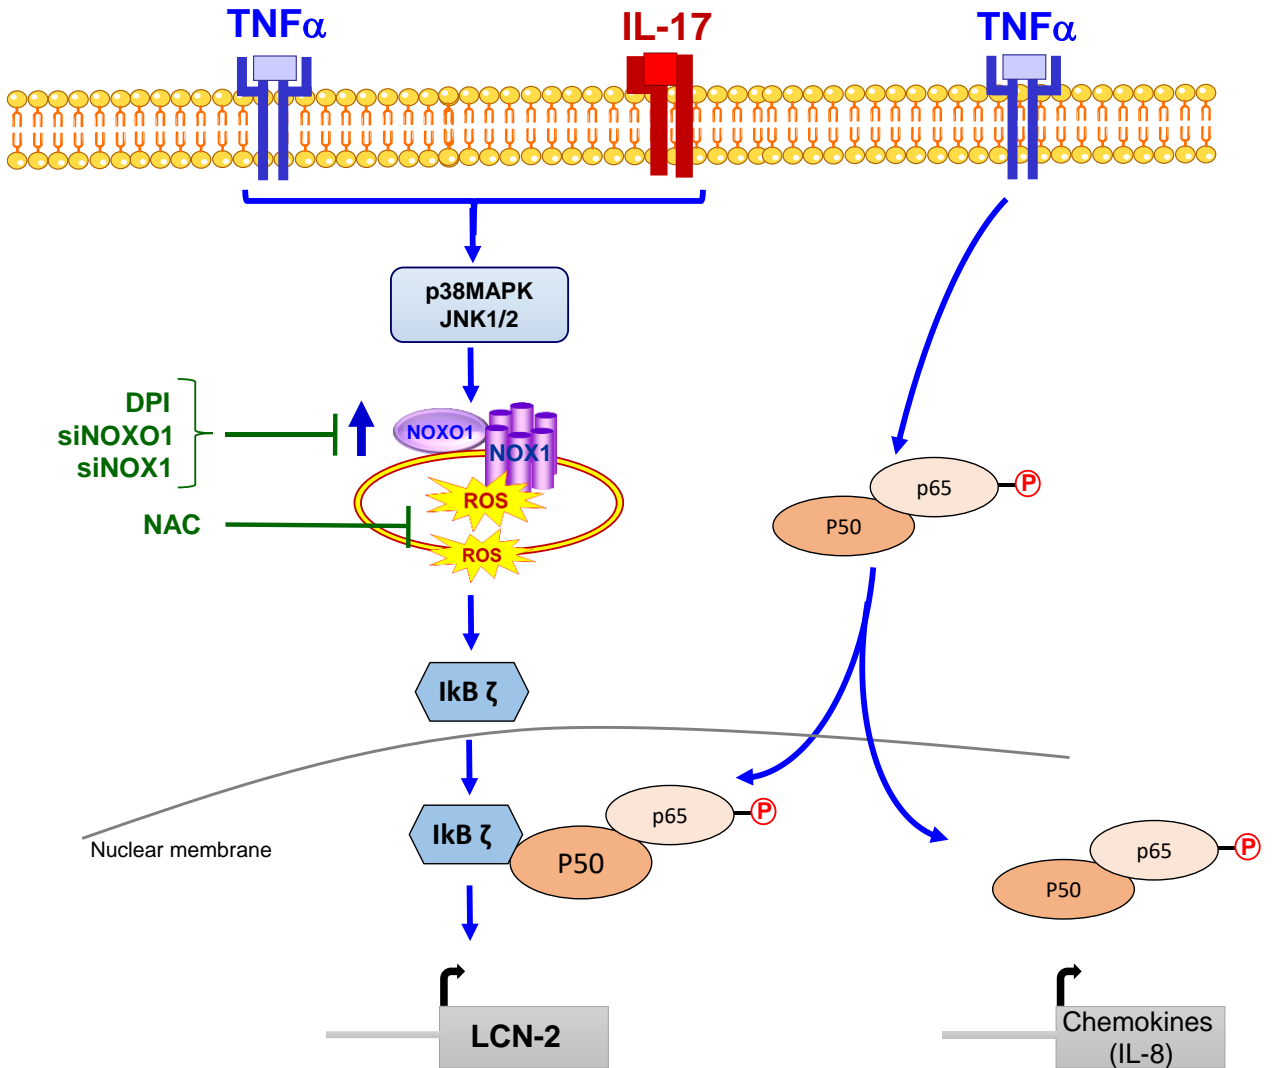 TNFα
IL-17
TNFα
p38MAPK
JNK1/2
DPI
siNOXO1
siNOX1
NOXO1
NOX1
ROS
NAC
ROS
p65
P
P50
IkB ζ
Nuclear membrane
IkB ζ
P50
p65
P
p65
P
P50
LCN-2
Chemokines
(IL-8)